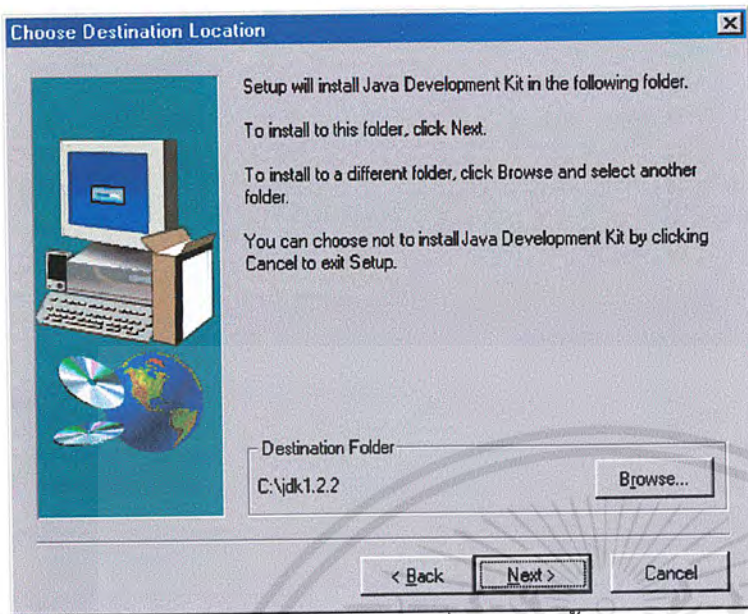 Choose Destination Location
Setup will install Java Development Kit in the following folder.
To install to this folder, click Next.
To install to a different folder, click Browse and select another
folder.
You can choose not to install Java Development Kit by clicking
Cancel to exit Setup.
Destination Folder
C:\jdk1.2.2
Browse...
< Back
Next >
Cancel